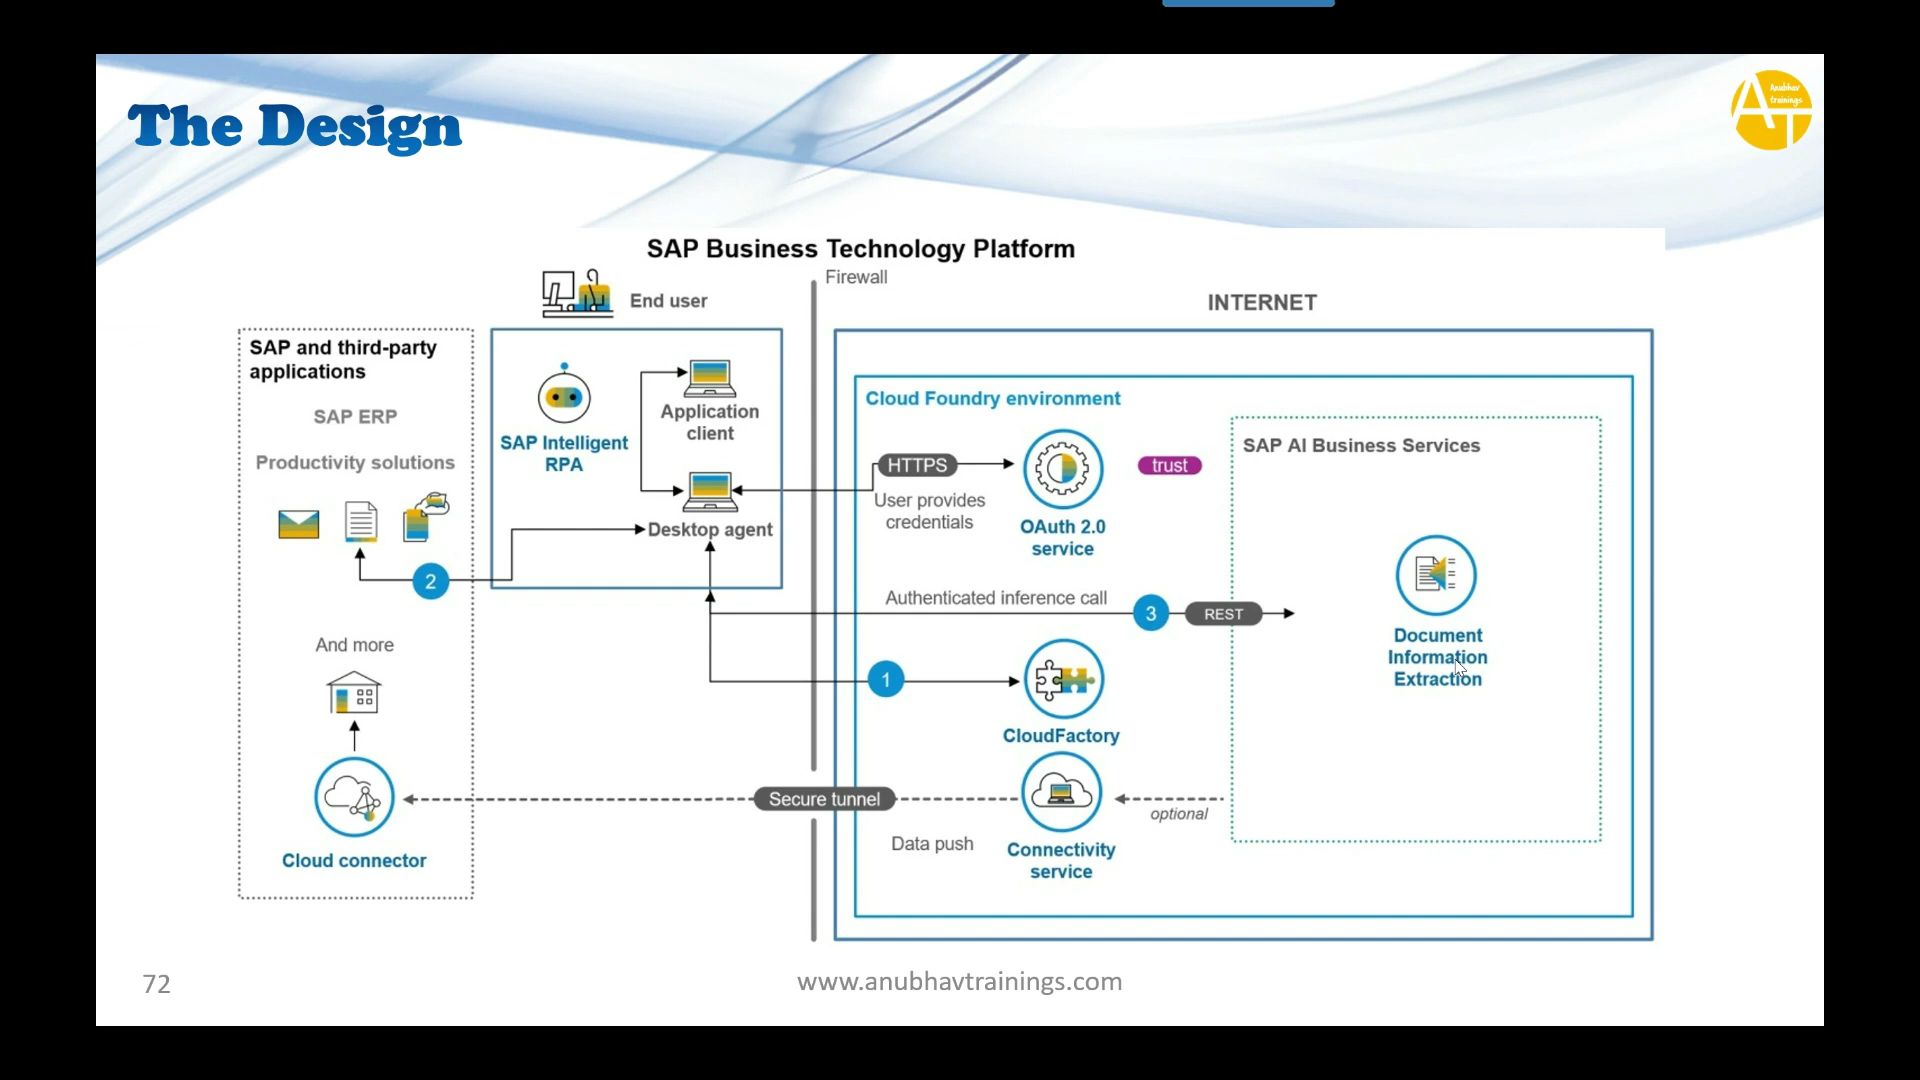 The Design
Anubhav
trainings
SAP Business Technology Platform
Firewall
End user
INTERNET
SAP and third-party
applications
SAP ERP
Productivity solutions
SAP Intelligent
RPA
Application
client
Desktop agent
2
And more
Cloud connector
Cloud Foundry environment
HTTPS
User provides
credentials
OAuth 2.0
service
trust
SAP AI Business Services
Authenticated inference call
3
REST
Document
Information
Extraction
1
CloudFactory
Secure tunnel
optional
Data push
Connectivity
service
72
www.anubhavtrainings.com